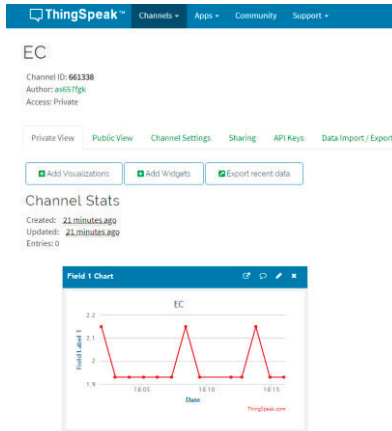 ThingSpeak™ Channels Apps Community Support
EC
Channel ID: 661338
Author: as657fgk
Access: Private
Private View Public View Channel Settings Sharing API Keys Data Import / Export
Add Visualizations Add Widgets Export recent data
Channel Stats
Created: 21 minutes ago
Updated: 21 minutes ago
Entries: 0
Field 1 Chart
EC
Field Label 1
2.2
2.1
2
1.9
18:05 18:10 18:15
Date
ThingSpeak.com